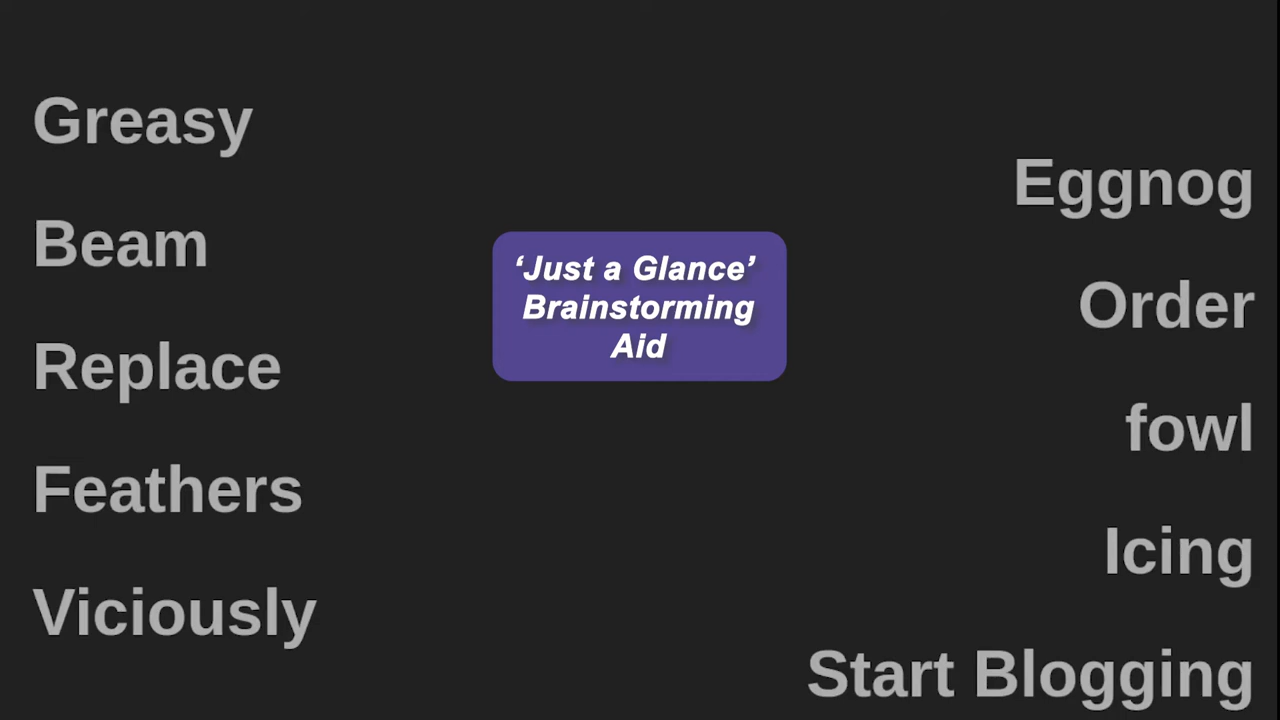 Greasy
Beam
Replace
Feathers
Viciously
‘Just a Glance’
Brainstorming
Aid
Eggnog
Order
fowl
Icing
Start Blogging